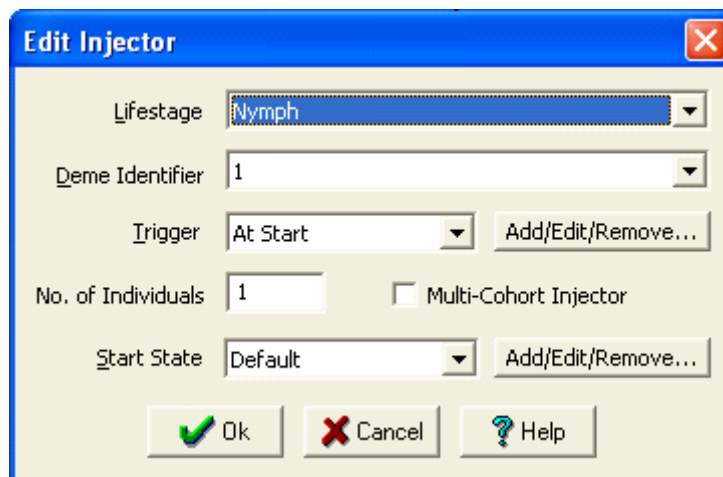 Edit Injector
Lifestage Nymph
Deme Identifier 1
Trigger At Start Add/Edit/Remove...
No. of Individuals 1 Multi-Cohort Injector
Start State Default Add/Edit/Remove...
Ok Cancel Help